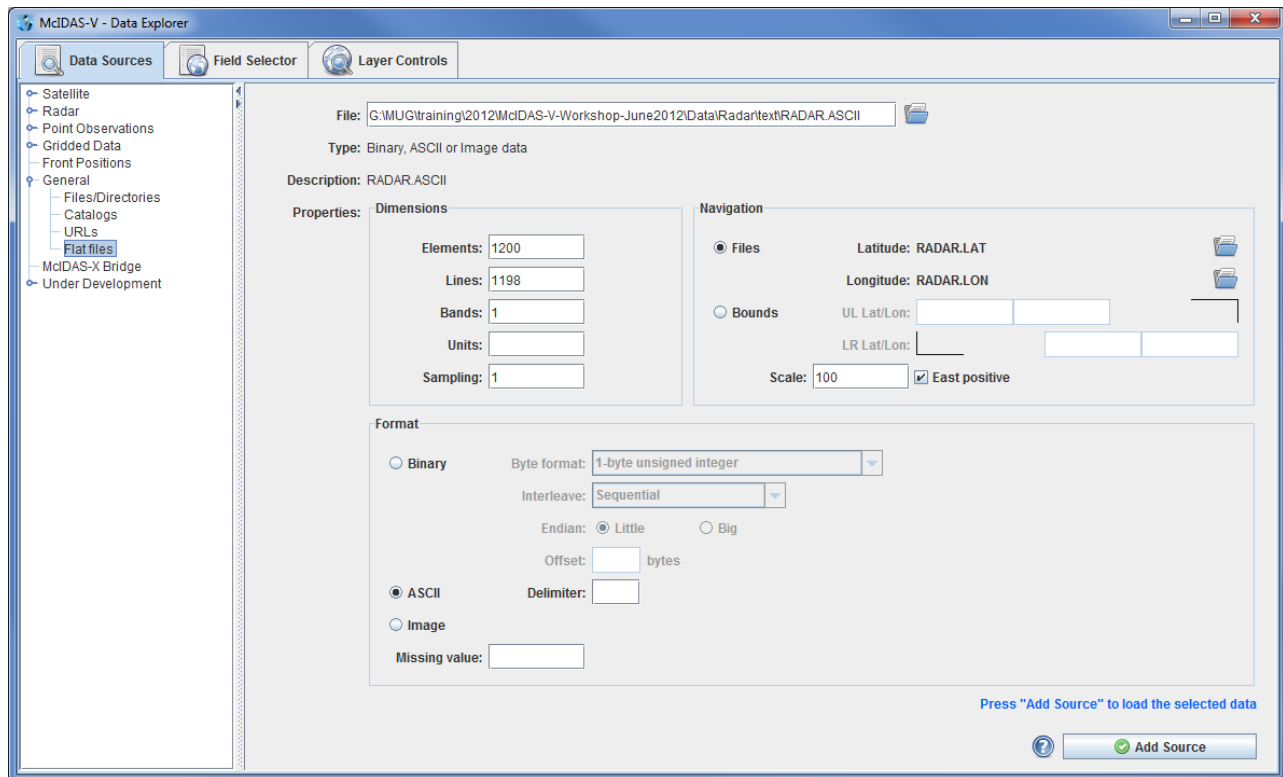 McIDAS-V - Data Explorer
Data Sources
Field Selector
Layer Controls
Satellite
Radar
Point Observations
Gridded Data
Front Positions
General
Files/Directories
Catalogs
URLs
Flat files
McIDAS-X Bridge
Under Development
File: G:\MUG\training\2012\McIDAS-V-Workshop-June2012\Data\Radar\text\RADAR.ASCII
Type: Binary, ASCII or Image data
Description: RADAR.ASCII
Properties:
Dimensions
Elements: 1200
Lines: 1198
Bands: 1
Units:
Sampling: 1
Navigation
Files Latitude: RADAR.LAT
Longitude: RADAR.LON
Bounds UL Lat/Lon:
LR Lat/Lon:
Scale: 100 East positive
Format
Binary Byte format: 1-byte unsigned integer
Interleave: Sequential
Endian: Little Big
Offset: bytes
ASCII Delimiter:
Image
Missing value:
Press "Add Source" to load the selected data
? Add Source